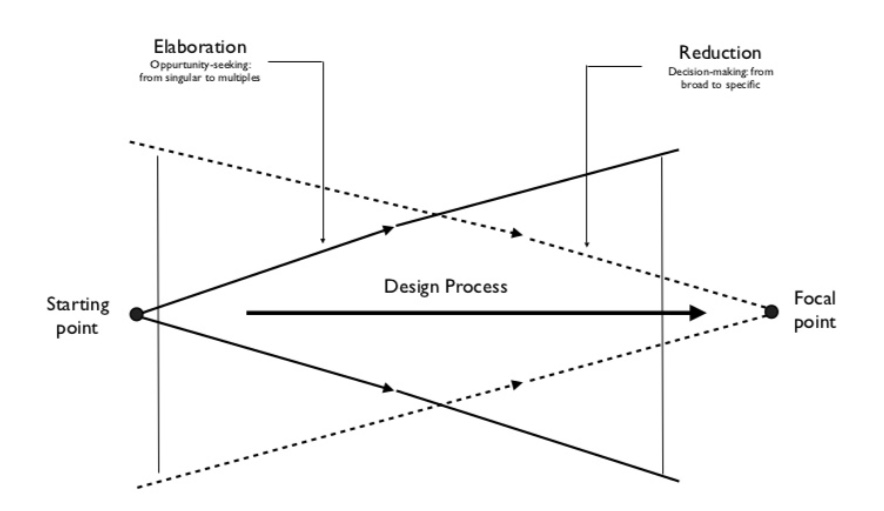 Elaboration
Oppurtunity-seeking:
from singular to multiples
Reduction
Decision-making: from
broad to specific
Design Process
Starting
point
Focal
point